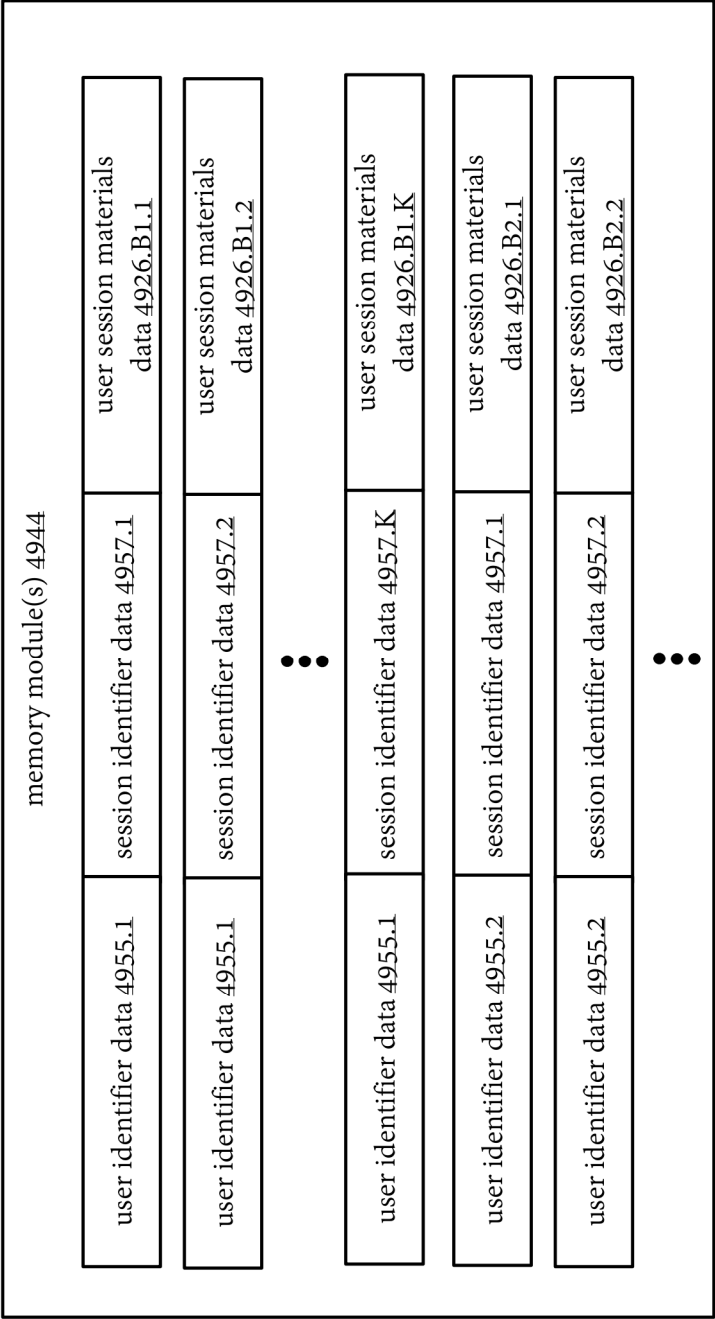 memory module(s) 4944
user identifier data 4955.1
session identifier data 4957.1
user session materials
data 4926.B1.1
user identifier data 4955.1
session identifier data 4957.2
user session materials
data 4926.B1.2
user identifier data 4955.1
session identifier data 4957.K
user session materials
data 4926.B1.K
user identifier data 4955.2
session identifier data 4957.1
user session materials
data 4926.B2.1
user identifier data 4955.2
session identifier data 4957.2
user session materials
data 4926.B2.2